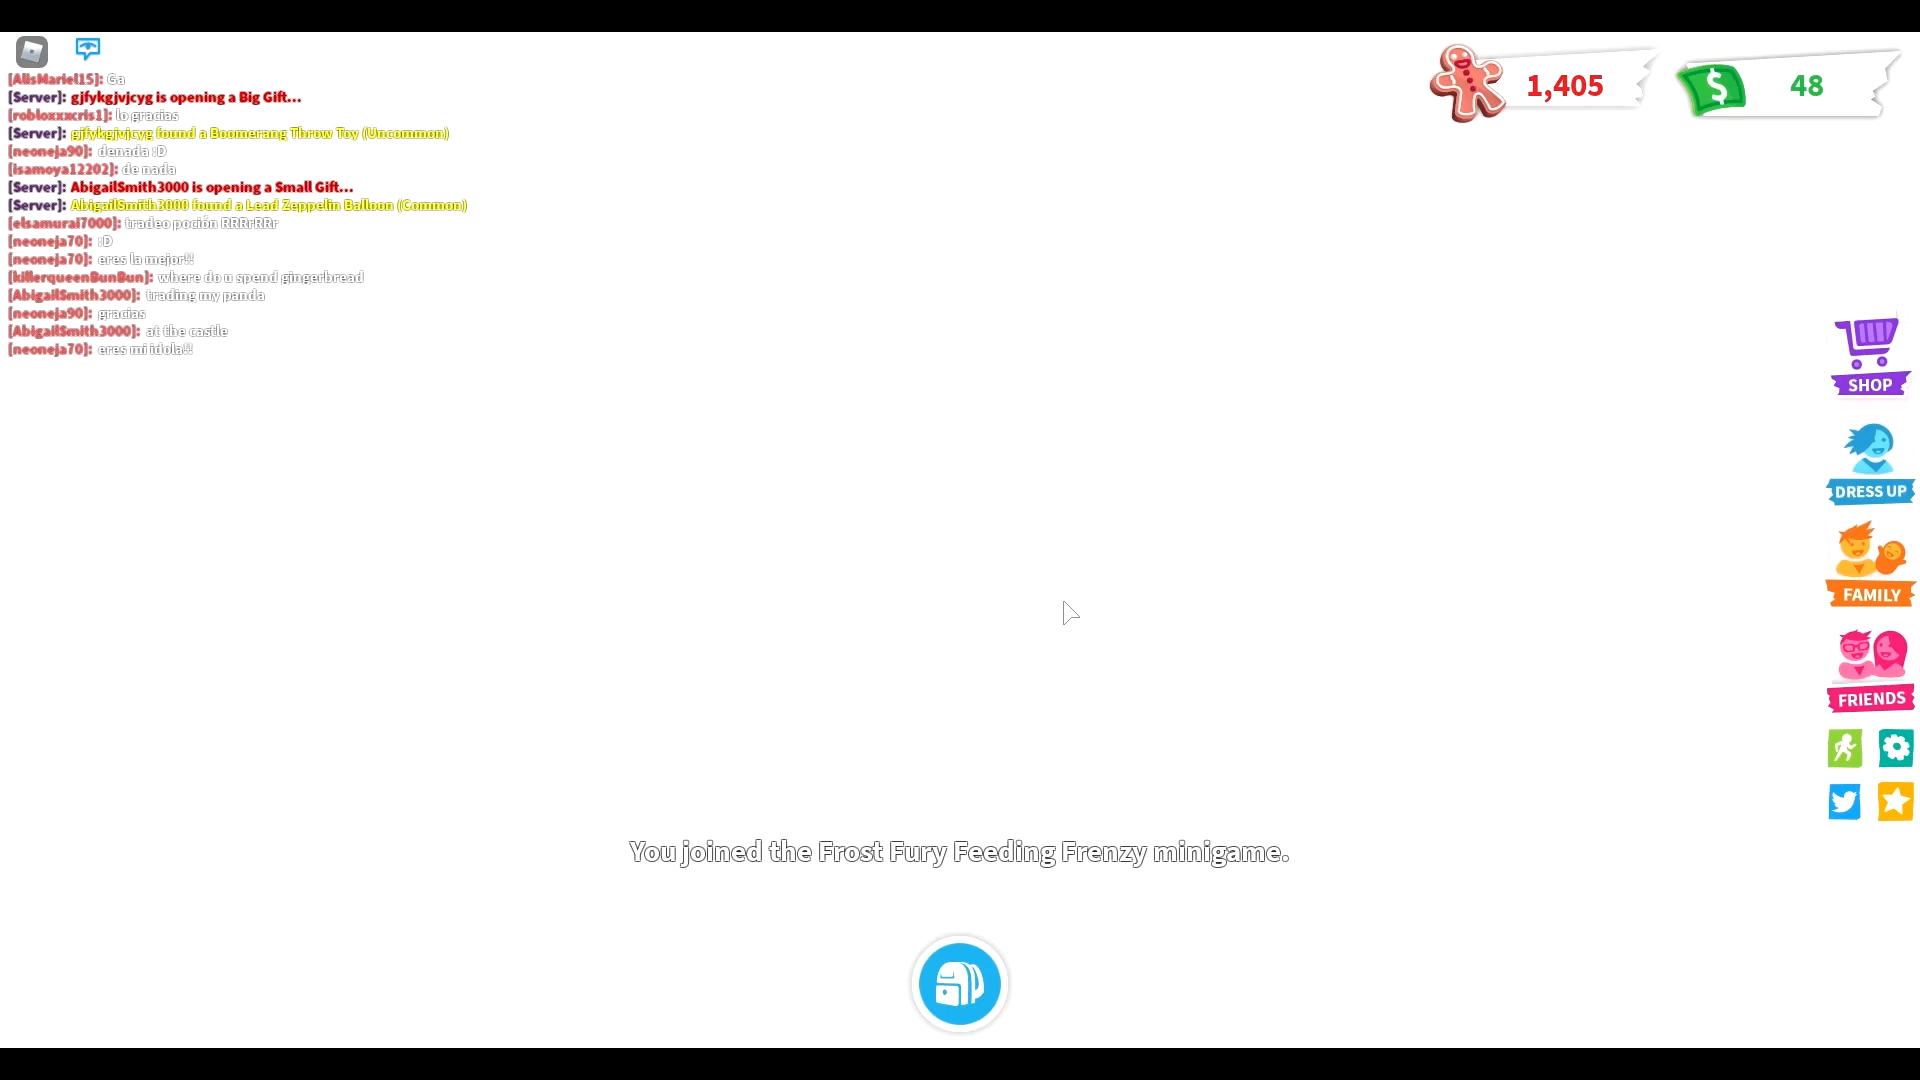 [AlisMariel15]: Ga
[Server]: gjfykgjvjcyg is opening a Big Gift...
[robloxxxcris1]: lo gracias
[Server]: gjfykgjvjcyg found a Boomerang Throw Toy (Uncommon)
[neoneja90]: denada :D
[isamoya12202]: de nada
[Server]: AbigailSmith3000 is opening a Small Gift...
[Server]: AbigailSmith3000 found a Lead Zeppelin Balloon (Common)
[elsamurai7000]: tradeo poción RRRrRRr
[neoneja70]: :D
[neoneja70]: eres la mejor!!
[killerqueenBunBun]: where do u spend gingerbread
[AbigailSmith3000]: trading my panda
[neoneja90]: gracias
[AbigailSmith3000]: at the castle
[neoneja70]: eres mi idola!!
1,405
$ 48
SHOP
DRESS UP
FAMILY
FRIENDS
You joined the Frost Fury Feeding Frenzy minigame.